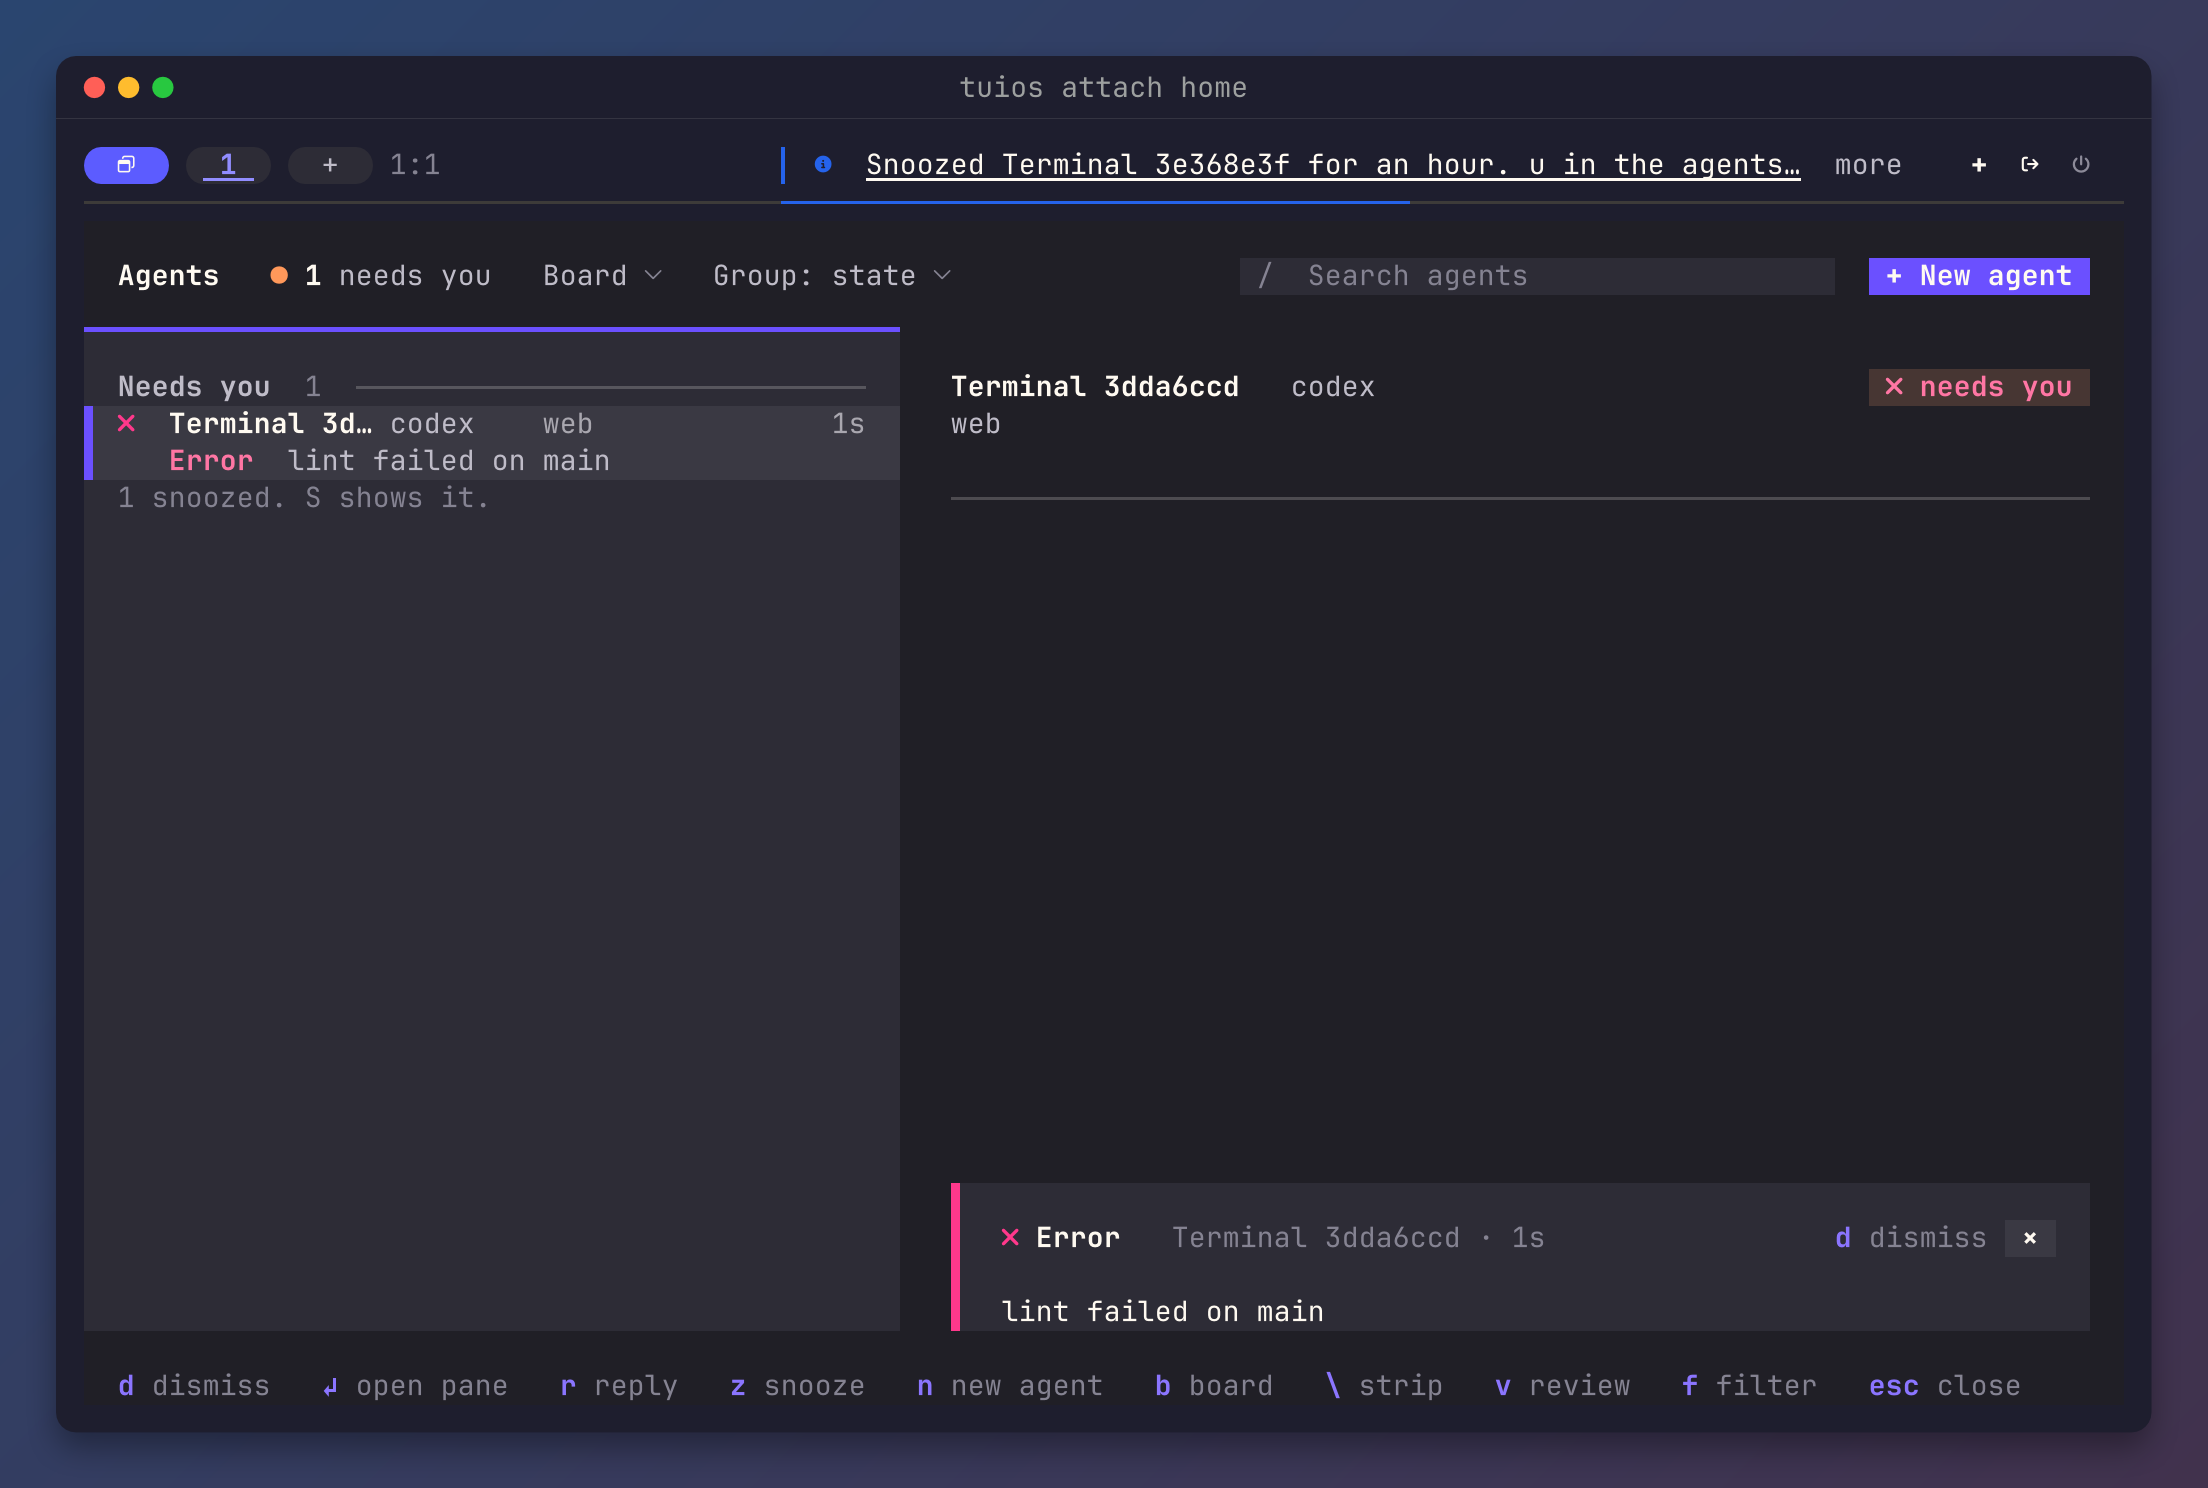 tuios attach home
1 + 1:1 Snoozed Terminal 3e368e3f for an hour. u in the agents… more +
Agents ● 1 needs you Board Group: state / Search agents + New agent
Needs you 1
× Terminal 3d… codex web 1s
Error lint failed on main
1 snoozed. S shows it.
Terminal 3dda6ccd codex × needs you
web
× Error Terminal 3dda6ccd · 1s d dismiss ×
lint failed on main
d dismiss ↲ open pane r reply z snooze n new agent b board \ strip v review f filter esc close